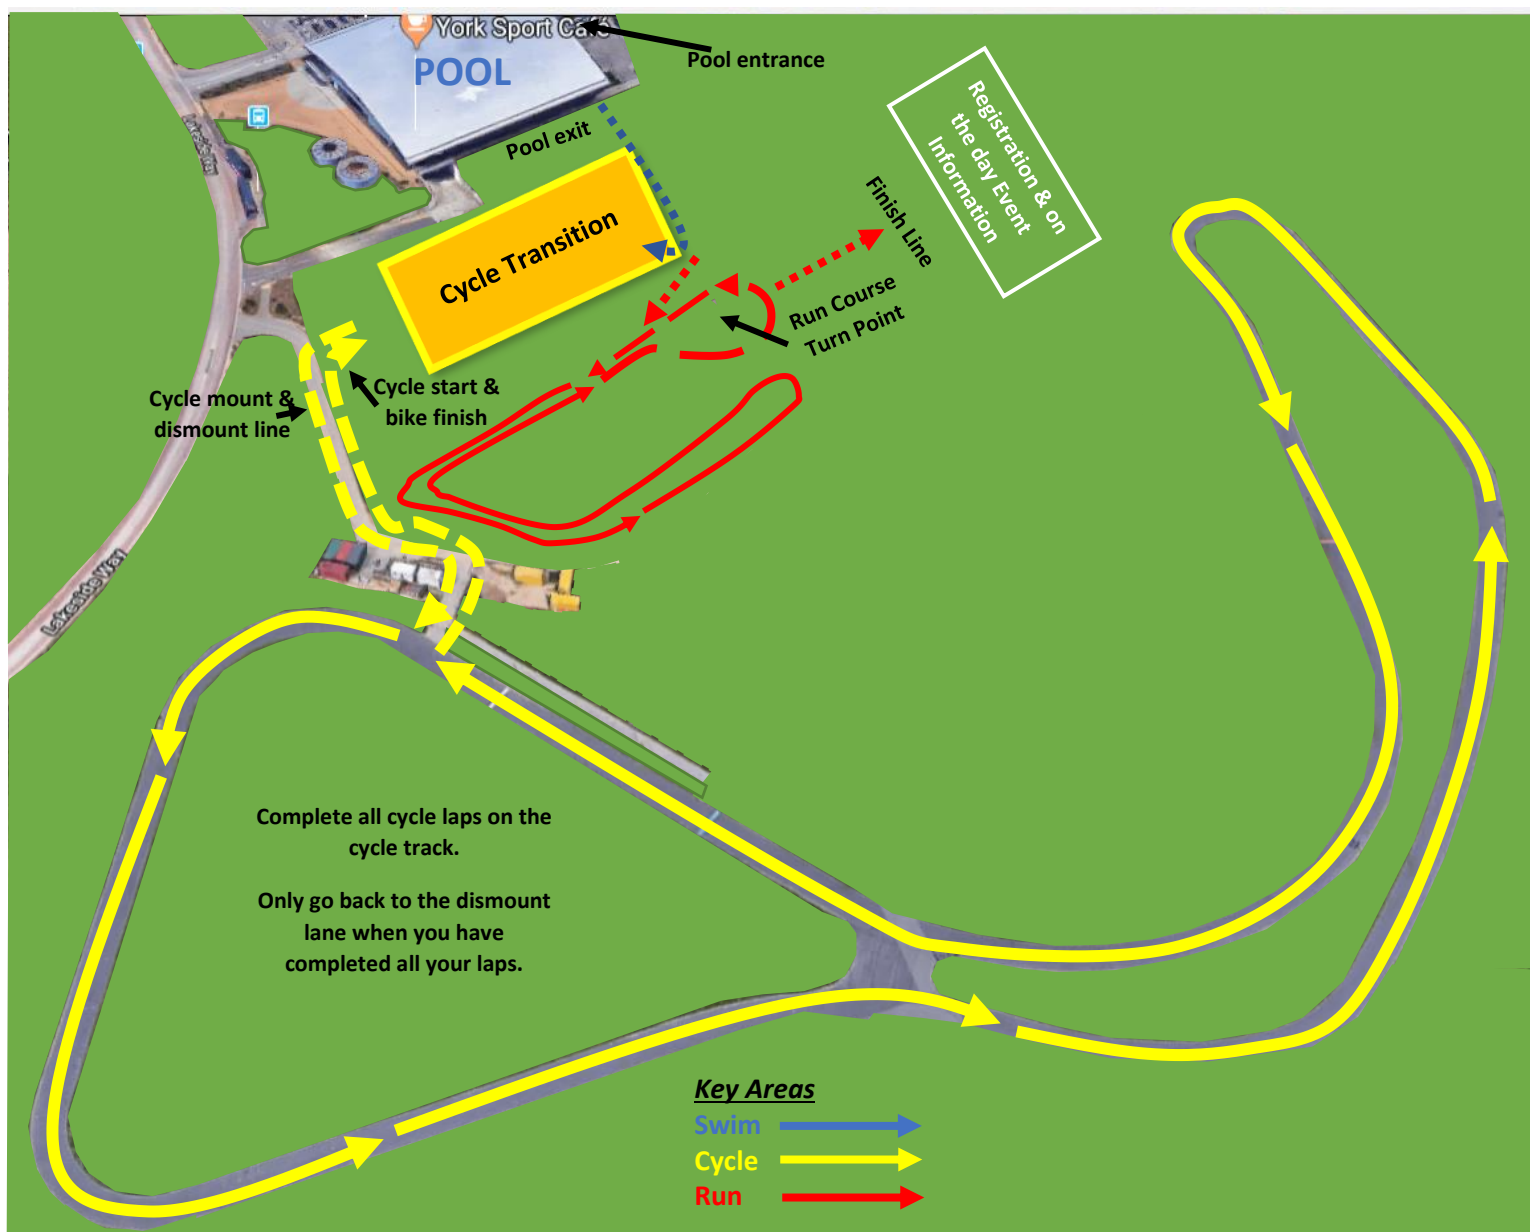 York Sport Café
POOL
Pool entrance
Pool exit
Registration & on
the day Event
Information
Lakeside Way
Cycle Transition
Finish Line
Run Course
Turn Point
Cycle mount &
dismount line
Cycle start &
bike finish
Lakeside Way
Complete all cycle laps on the
cycle track.
Only go back to the dismount
lane when you have
completed all your laps.
Key Areas
Swim
Cycle
Run